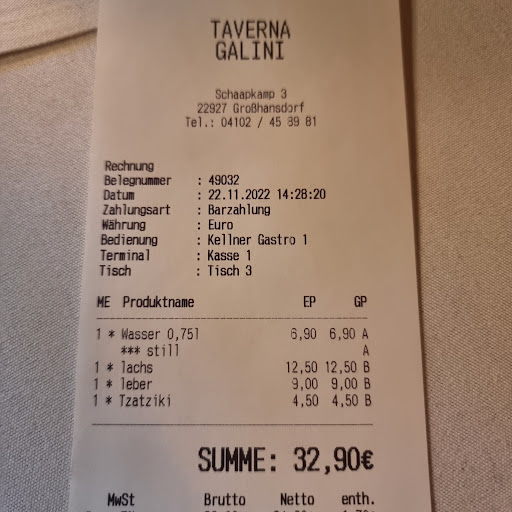 TAVERNA
GALINI
Schaapkamp 3
22927 Großhansdorf
Tel.: 04102 / 45 89 81
Rechnung
Belegnummer : 49032
Datum : 22.11.2022 14:28:20
Zahlungsart : Barzahlung
Währung : Euro
Bedienung : Kellner Gastro 1
Terminal : Kasse 1
Tisch : Tisch 3
ME Produktname EP GP
1 * Wasser 0,75l 6,90 6,90 A
*** still A
1 * lachs 12,50 12,50 B
1 * leber 9,00 9,00 B
1 * Tzatziki 4,50 4,50 B
SUMME: 32,90€
MwSt Brutto Netto enth.